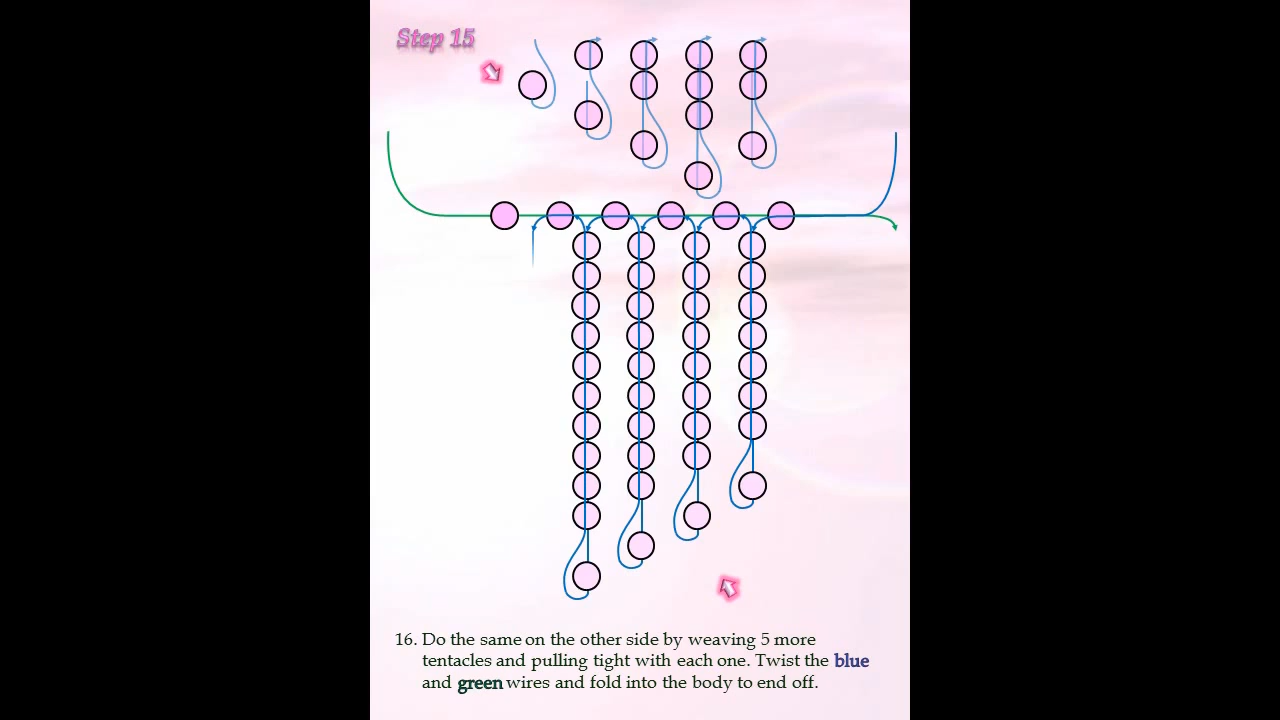 Step 15
16. Do the same on the other side by weaving 5 more
tentacles and pulling tight with each one. Twist the blue
and green wires and fold into the body to end off.